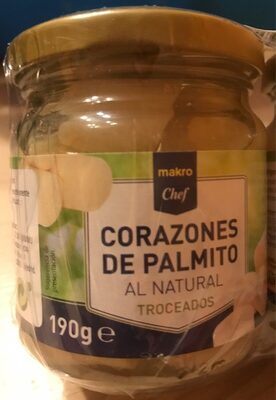 makro
Chef
CORAZONES
DE PALMITO
AL NATURAL
TROCEADOS
190g e